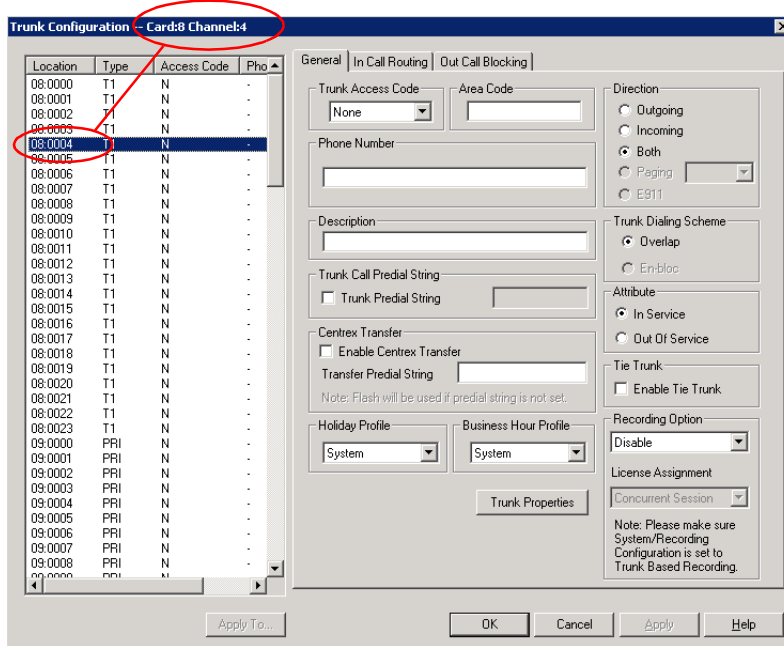 Trunk Configuration -- Card:8 Channel:4
Location Type Access Code Pho
08:0000 T1 N -
08:0001 T1 N -
08:0002 T1 N -
08:0003 T1 N -
08:0004 T1 N -
08:0005 T1 N -
08:0006 T1 N -
08:0007 T1 N -
08:0008 T1 N -
08:0009 T1 N -
08:0010 T1 N -
08:0011 T1 N -
08:0012 T1 N -
08:0013 T1 N -
08:0014 T1 N -
08:0015 T1 N -
08:0016 T1 N -
08:0017 T1 N -
08:0018 T1 N -
08:0019 T1 N -
08:0020 T1 N -
08:0021 T1 N -
08:0022 T1 N -
08:0023 T1 N -
09:0000 PRI N -
09:0001 PRI N -
09:0002 PRI N -
09:0003 PRI N -
09:0004 PRI N -
09:0005 PRI N -
09:0006 PRI N -
09:0007 PRI N -
09:0008 PRI N -
09:0009 PRI N -
General In Call Routing Out Call Blocking
Trunk Access Code
None
Area Code
Phone Number
Description
Trunk Call Predial String
Trunk Predial String
Centrex Transfer
Enable Centrex Transfer
Transfer Predial String
Note: Flash will be used if predial string is not set.
Holiday Profile
System
Business Hour Profile
System
Trunk Properties
Direction
Outgoing
Incoming
Both
Paging
E911
Trunk Dialing Scheme
Overlap
En-bloc
Attribute
In Service
Out Of Service
Tie Trunk
Enable Tie Trunk
Recording Option
Disable
License Assignment
Concurrent Session
Note: Please make sure
System/Recording
Configuration is set to
Trunk Based Recording.
Apply To...
OK Cancel Apply Help